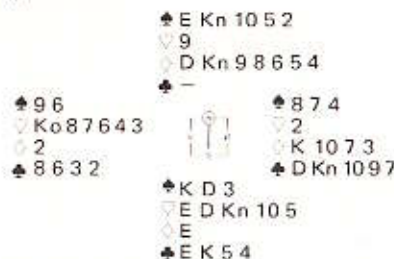 ♠ E Kn 10 5 2
♡ 9
♢ D Kn 9 8 6 5 4
♣ —
♠ 9 6
♡ Ko 8 7 6 4 3
♢ 2
♣ 8 6 3 2
♠ 8 7 4
♡ 2
♢ K 10 7 3
♣ D Kn 10 9 7
♠ K D 3
♡ E D Kn 10 5
♢ E
♣ E K 5 4